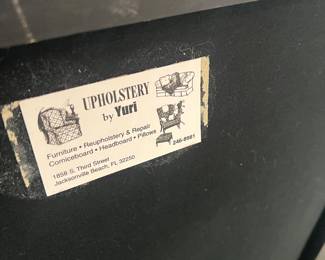 UPHOLSTERY
by Yuri
Furniture • Reupholstery & Repair
Corniceboard • Headboard • Pillows
1858 S. Third Street
Jacksonville Beach, FL 32250
246-8981